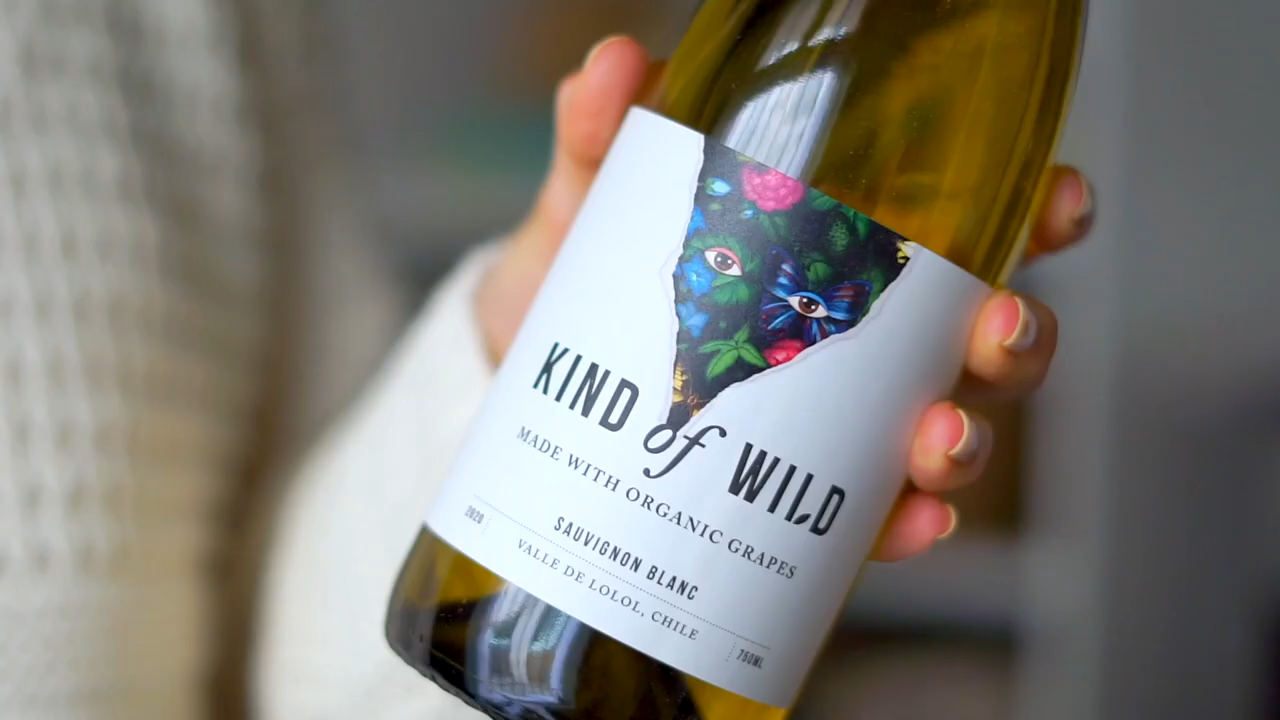 KIND of WILD
MADE WITH ORGANIC GRAPES
2020
SAUVIGNON BLANC
VALLE DE LOLOL, CHILE
750ML